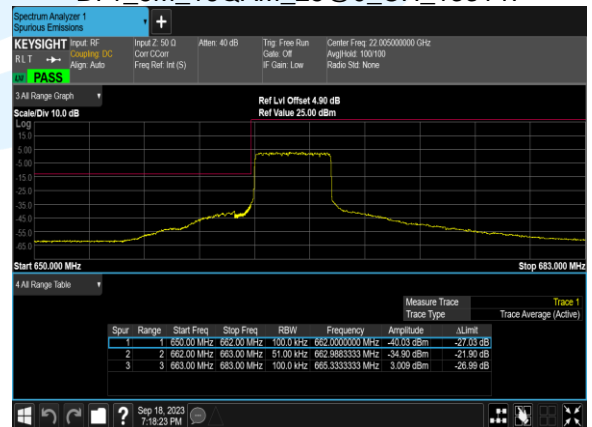 Spectrum Analyzer 1
Spurious Emissions
KEYSIGHT Input: RF
R L T Coupling: DC
Align: Auto
LV PASS
Input Z: 50 Ω Atten: 40 dB Trig: Free Run Center Freq: 22.005000000 GHz
Corr CCorr Gate: Off Avg|Hold: 100/100
Freq Ref: Int (S) IF Gain: Low Radio Std: None
3 All Range Graph
Scale/Div 10.0 dB
Ref Lvl Offset 4.90 dB
Ref Value 25.00 dBm
Log
15.0
5.00
-5.00
-15.0
-25.0
-35.0
-45.0
-55.0
-65.0
Start 650.000 MHz Stop 683.000 MHz
4 All Range Table
Measure Trace Trace 1
Trace Type Trace Average (Active)
Spur Range Start Freq Stop Freq RBW Frequency Amplitude ΔLimit
1 1 650.00 MHz 662.00 MHz 100.0 kHz 662.0000000 MHz -40.03 dBm -27.03 dB
2 2 662.00 MHz 663.00 MHz 51.00 kHz 662.9883333 MHz -34.90 dBm -21.90 dB
3 3 663.00 MHz 683.00 MHz 100.0 kHz 665.3333333 MHz 3.009 dBm -26.99 dB
? Sep 18, 2023
7:18:23 PM